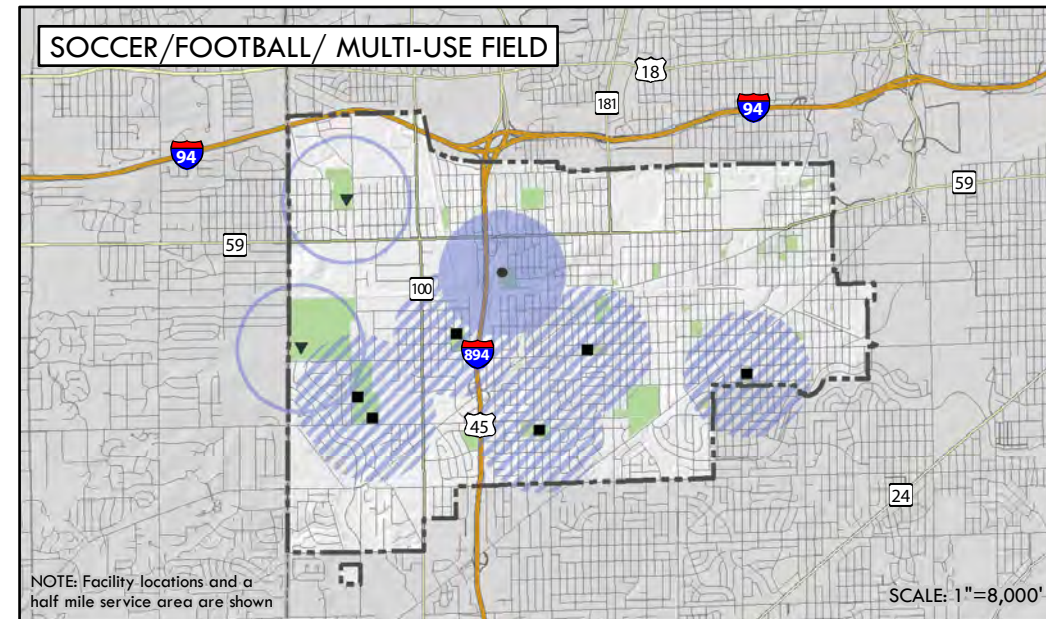 SOCCER/FOOTBALL/ MULTI-USE FIELD
18
181
94
94
59
59
100
894
45
24
NOTE: Facility locations and a
half mile service area are shown
SCALE: 1"=8,000'